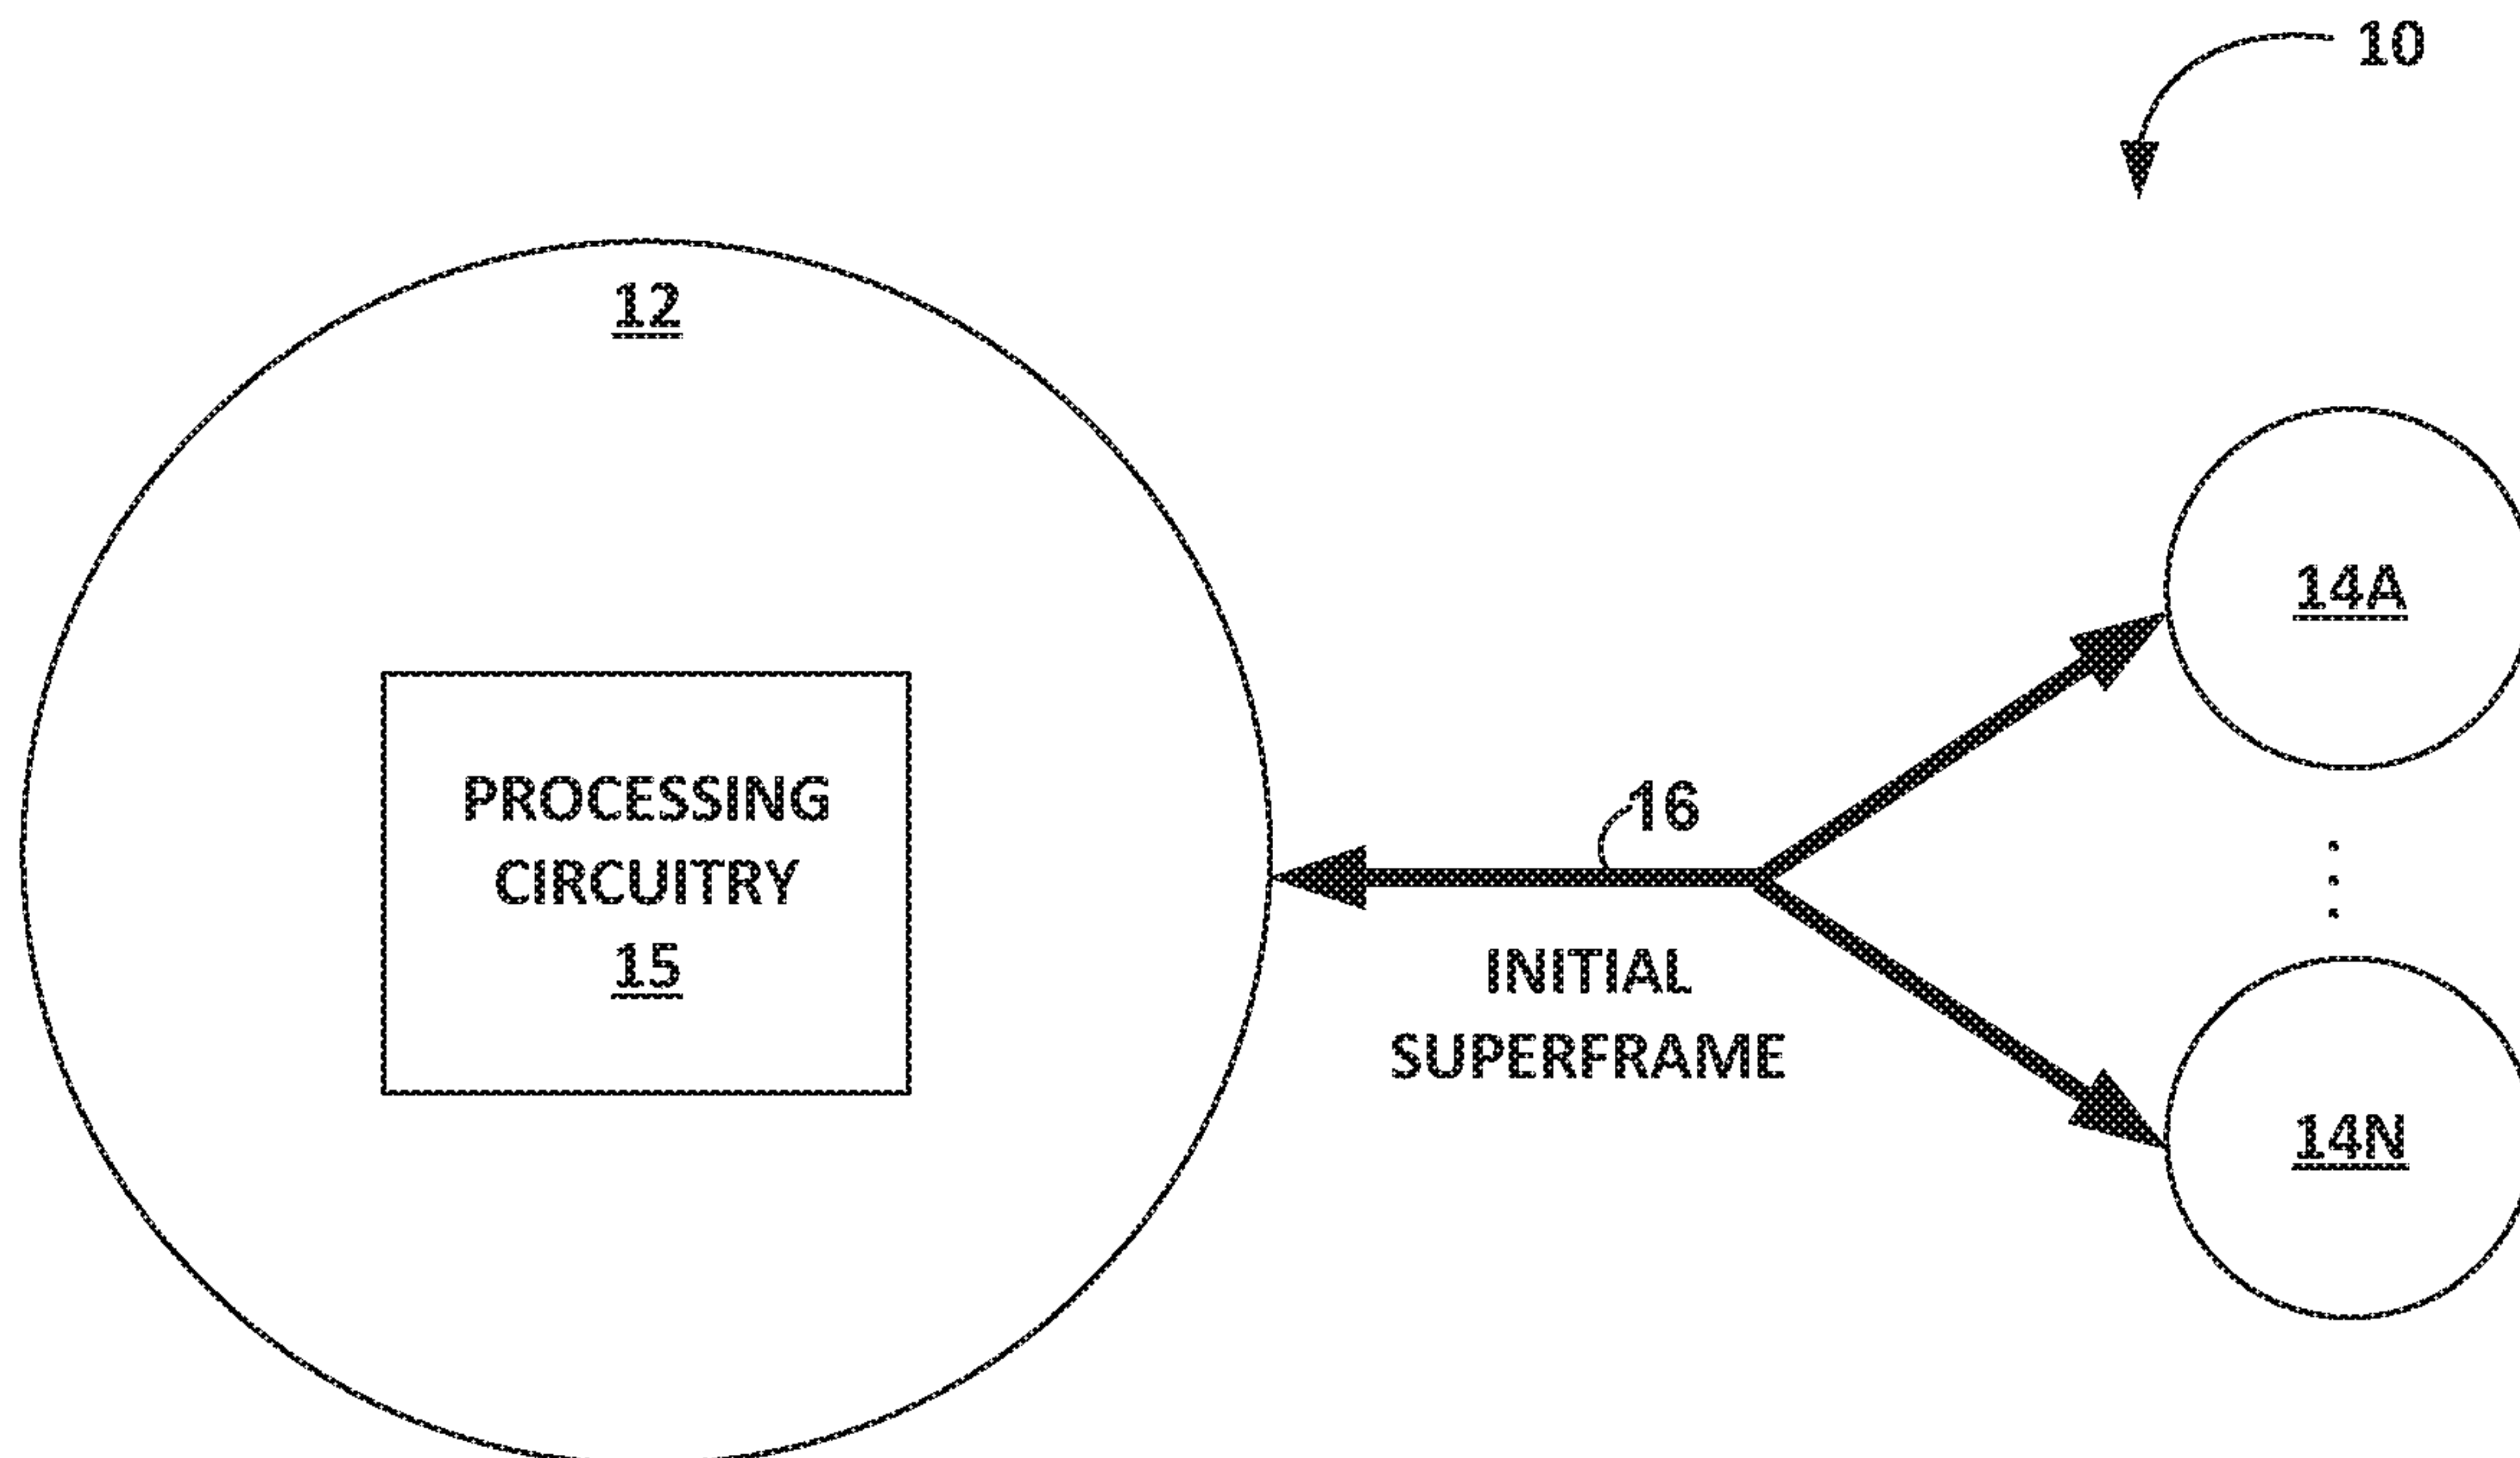 10
12
14A
PROCESSING
CIRCUITRY
15
16
INITIAL
SUPERFRAME
14N